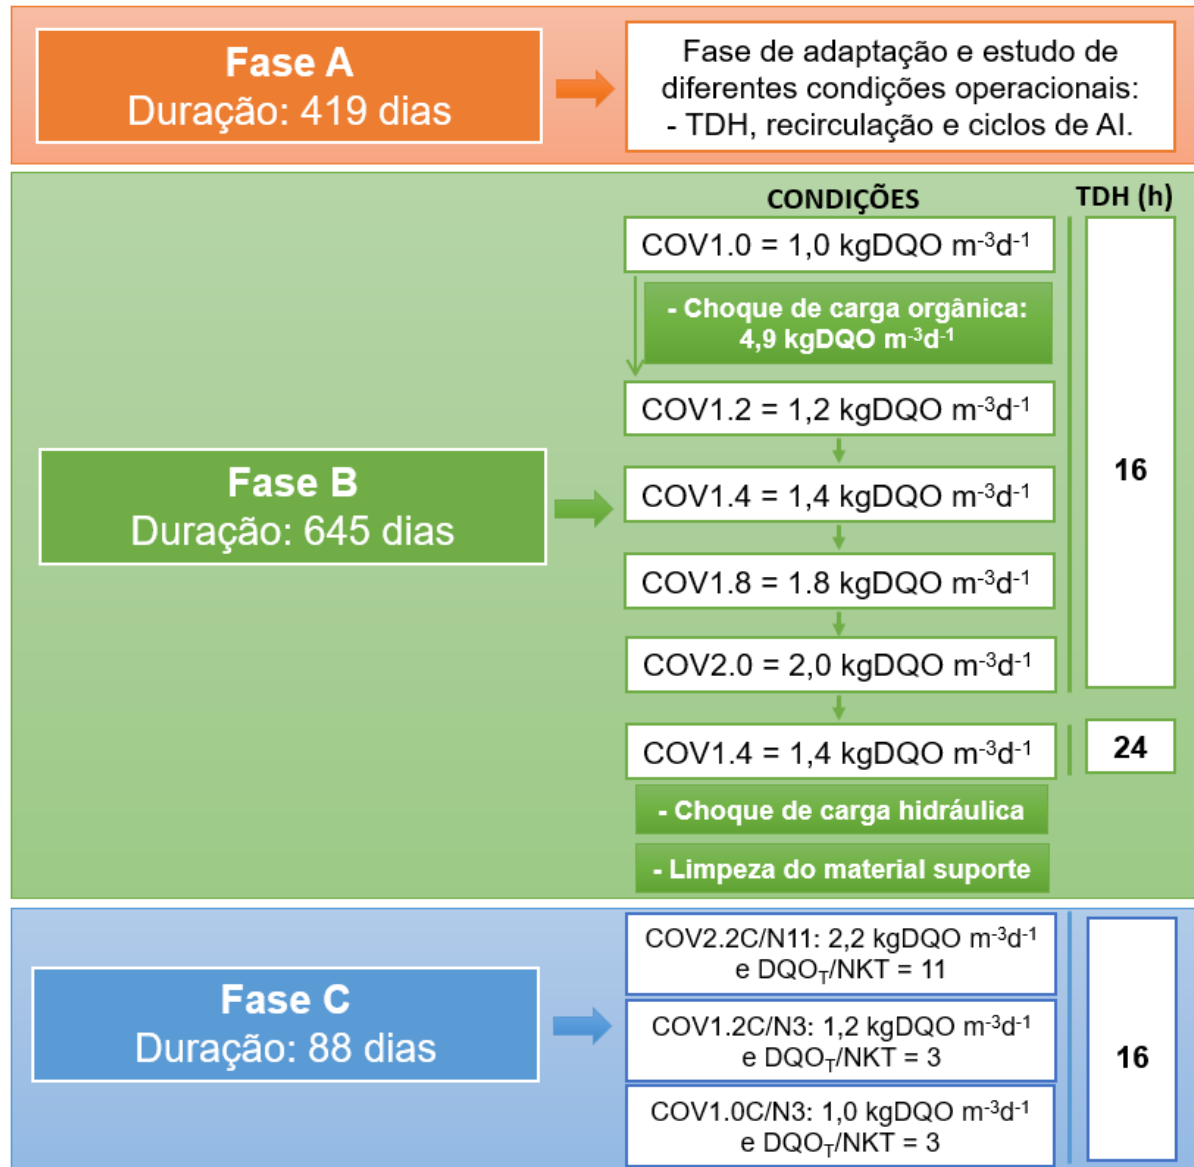 Fase A
Duração: 419 dias
Fase de adaptação e estudo de
diferentes condições operacionais:
- TDH, recirculação e ciclos de AI.
CONDIÇÕES
TDH (h)
COV1.0 = 1,0 kgDQO m⁻³d⁻¹
- Choque de carga orgânica:
4,9 kgDQO m⁻³d⁻¹
COV1.2 = 1,2 kgDQO m⁻³d⁻¹
Fase B
Duração: 645 dias
COV1.4 = 1,4 kgDQO m⁻³d⁻¹
COV1.8 = 1.8 kgDQO m⁻³d⁻¹
COV2.0 = 2,0 kgDQO m⁻³d⁻¹
16
COV1.4 = 1,4 kgDQO m⁻³d⁻¹
24
- Choque de carga hidráulica
- Limpeza do material suporte
Fase C
Duração: 88 dias
COV2.2C/N11: 2,2 kgDQO m⁻³d⁻¹
e DQO_T/NKT = 11
COV1.2C/N3: 1,2 kgDQO m⁻³d⁻¹
e DQO_T/NKT = 3
COV1.0C/N3: 1,0 kgDQO m⁻³d⁻¹
e DQO_T/NKT = 3
16